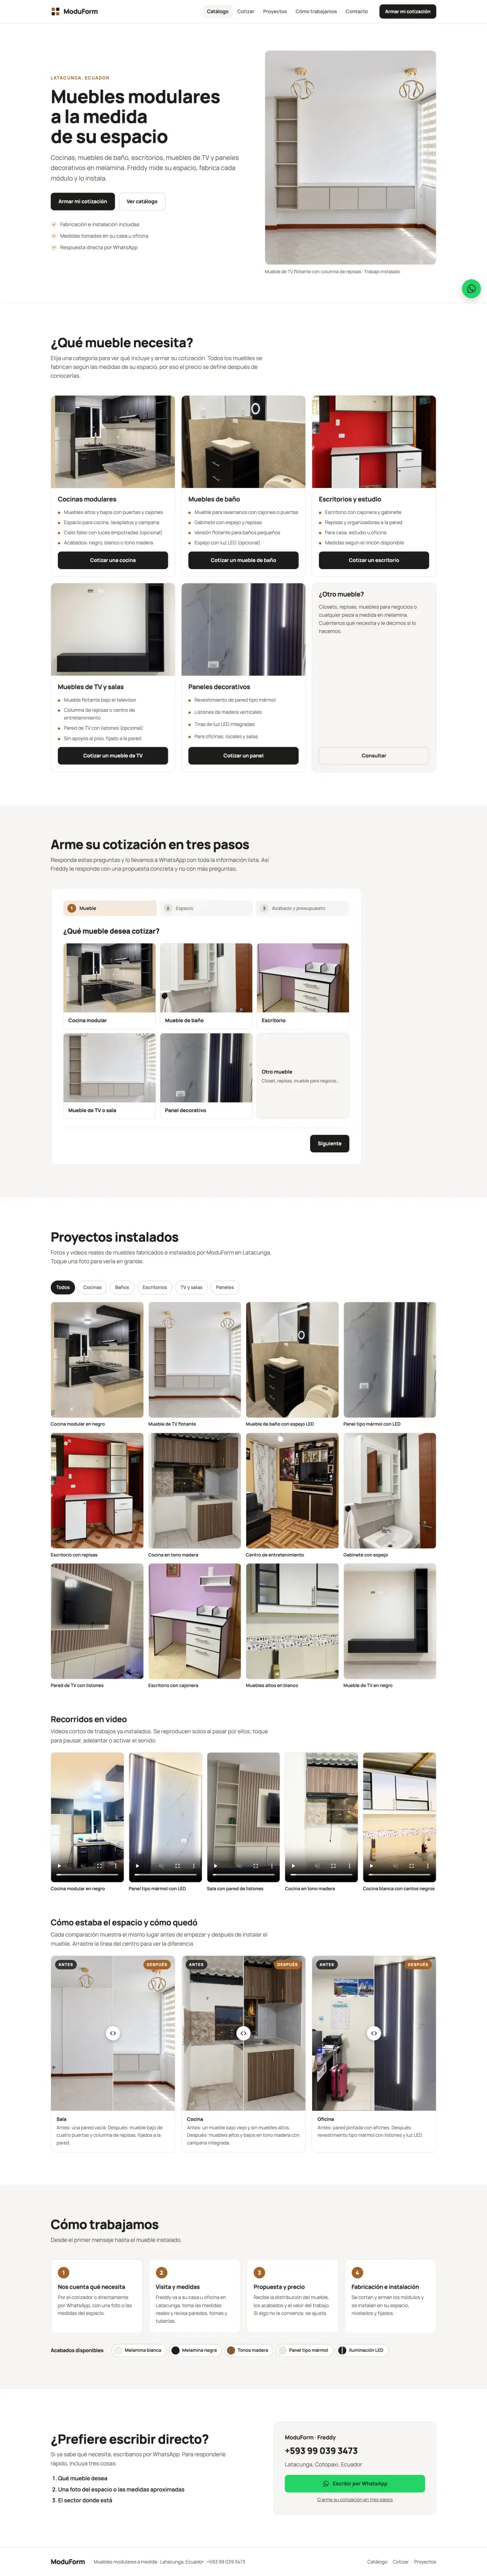 ModuForm
Catálogo
Cotizar
Proyectos
Cómo trabajamos
Contacto
Armar mi cotización
LATACUNGA, ECUADOR
Muebles modulares
a la medida
de su espacio
Cocinas, muebles de baño, escritorios, muebles de TV y paneles
decorativos en melamina. Freddy mide su espacio, fabrica cada
módulo y lo instala.
Armar mi cotización
Ver catálogo
Fabricación e instalación incluidas
Medidas tomadas en su casa u oficina
Respuesta directa por WhatsApp
Mueble de TV flotante con columna de repisas · Trabajo instalado
¿Qué mueble necesita?
Elija una categoría para ver qué incluye y armar su cotización. Todos los muebles se
fabrican según las medidas de su espacio, por eso el precio se define después de
conocerlas.
Cocinas modulares
Muebles altos y bajos con puertas y cajones
Espacio para cocina, lavaplatos y campana
Cielo falso con luces empotradas (opcional)
Acabados: negro, blanco o tono madera
Cotizar una cocina
Muebles de baño
Mueble para lavamanos con cajones o puertas
Gabinete con espejo y repisas
Versión flotante para baños pequeños
Espejo con luz LED (opcional)
Cotizar un mueble de baño
Escritorios y estudio
Escritorio con cajonera y gabinete
Repisas y organizadores a la pared
Para casa, estudio u oficina
Medidas según el rincón disponible
Cotizar un escritorio
Muebles de TV y salas
Mueble flotante bajo el televisor
Columna de repisas o centro de
entretenimiento
Pared de TV con listones (opcional)
Sin apoyos al piso, fijado a la pared
Cotizar un mueble de TV
Paneles decorativos
Revestimiento de pared tipo mármol
Listones de madera verticales
Tiras de luz LED integradas
Para oficinas, locales y salas
Cotizar un panel
¿Otro mueble?
Clósets, repisas, muebles para negocios o
cualquier pieza a medida en melamina.
Cuéntenos qué necesita y le decimos si lo
hacemos.
Consultar
Arme su cotización en tres pasos
Responda estas preguntas y lo llevamos a WhatsApp con toda la información lista. Así
Freddy le responde con una propuesta concreta y no con más preguntas.
1 Mueble
2 Espacio
3 Acabado y presupuesto
¿Qué mueble desea cotizar?
Cocina modular
Mueble de baño
Escritorio
Mueble de TV o sala
Panel decorativo
Otro mueble
Clóset, repisas, mueble para negocio…
Siguiente
Proyectos instalados
Fotos y videos reales de muebles fabricados e instalados por ModuForm en Latacunga.
Toque una foto para verla en grande.
Todos
Cocinas
Baños
Escritorios
TV y salas
Paneles
Cocina modular en negro
Mueble de TV flotante
Mueble de baño con espejo LED
Panel tipo mármol con LED
Escritorio con repisas
Cocina en tono madera
Centro de entretenimiento
Gabinete con espejo
Pared de TV con listones
Escritorio con cajonera
Muebles altos en blanco
Mueble de TV en negro
Recorridos en video
Videos cortos de trabajos ya instalados. Se reproducen solos al pasar por ellos; toque
para pausar, adelantar o activar el sonido.
Cocina modular en negro
Panel tipo mármol con LED
Sala con pared de listones
Cocina en tono madera
Cocina blanca con cantos negros
Cómo estaba el espacio y cómo quedó
Cada comparación muestra el mismo lugar antes de empezar y después de instalar el
mueble. Arrastre la línea del centro para ver la diferencia.
ANTES
DESPUÉS
ANTES
DESPUÉS
ANTES
DESPUÉS
Sala
Antes: una pared vacía. Después: mueble bajo de
cuatro puertas y columna de repisas, fijados a la
pared.
Cocina
Antes: un mueble bajo viejo y sin muebles altos.
Después: muebles altos y bajos en tono madera con
campana integrada.
Oficina
Antes: pared pintada con afiches. Después:
revestimiento tipo mármol con listones y luz LED.
Cómo trabajamos
Desde el primer mensaje hasta el mueble instalado.
1
Nos cuenta qué necesita
Por el cotizador o directamente
por WhatsApp, con una foto o las
medidas del espacio.
2
Visita y medidas
Freddy va a su casa u oficina en
Latacunga, toma las medidas
reales y revisa paredes, tomas y
tuberías.
3
Propuesta y precio
Recibe la distribución del mueble,
los acabados y el valor del trabajo.
Si algo no le convence, se ajusta.
4
Fabricación e instalación
Se cortan y arman los módulos y
se instalan en su espacio,
nivelados y fijados.
Acabados disponibles
Melamina blanca
Melamina negra
Tonos madera
Panel tipo mármol
Iluminación LED
¿Prefiere escribir directo?
Si ya sabe qué necesita, escríbanos por WhatsApp. Para responderle
rápido, incluya tres cosas:
1. Qué mueble desea
2. Una foto del espacio o las medidas aproximadas
3. El sector donde está
ModuForm · Freddy
+593 99 039 3473
Latacunga, Cotopaxi, Ecuador
Escribir por WhatsApp
O arme su cotización en tres pasos
ModuForm
Muebles modulares a medida · Latacunga, Ecuador · +593 99 039 3473
Catálogo
Cotizar
Proyectos